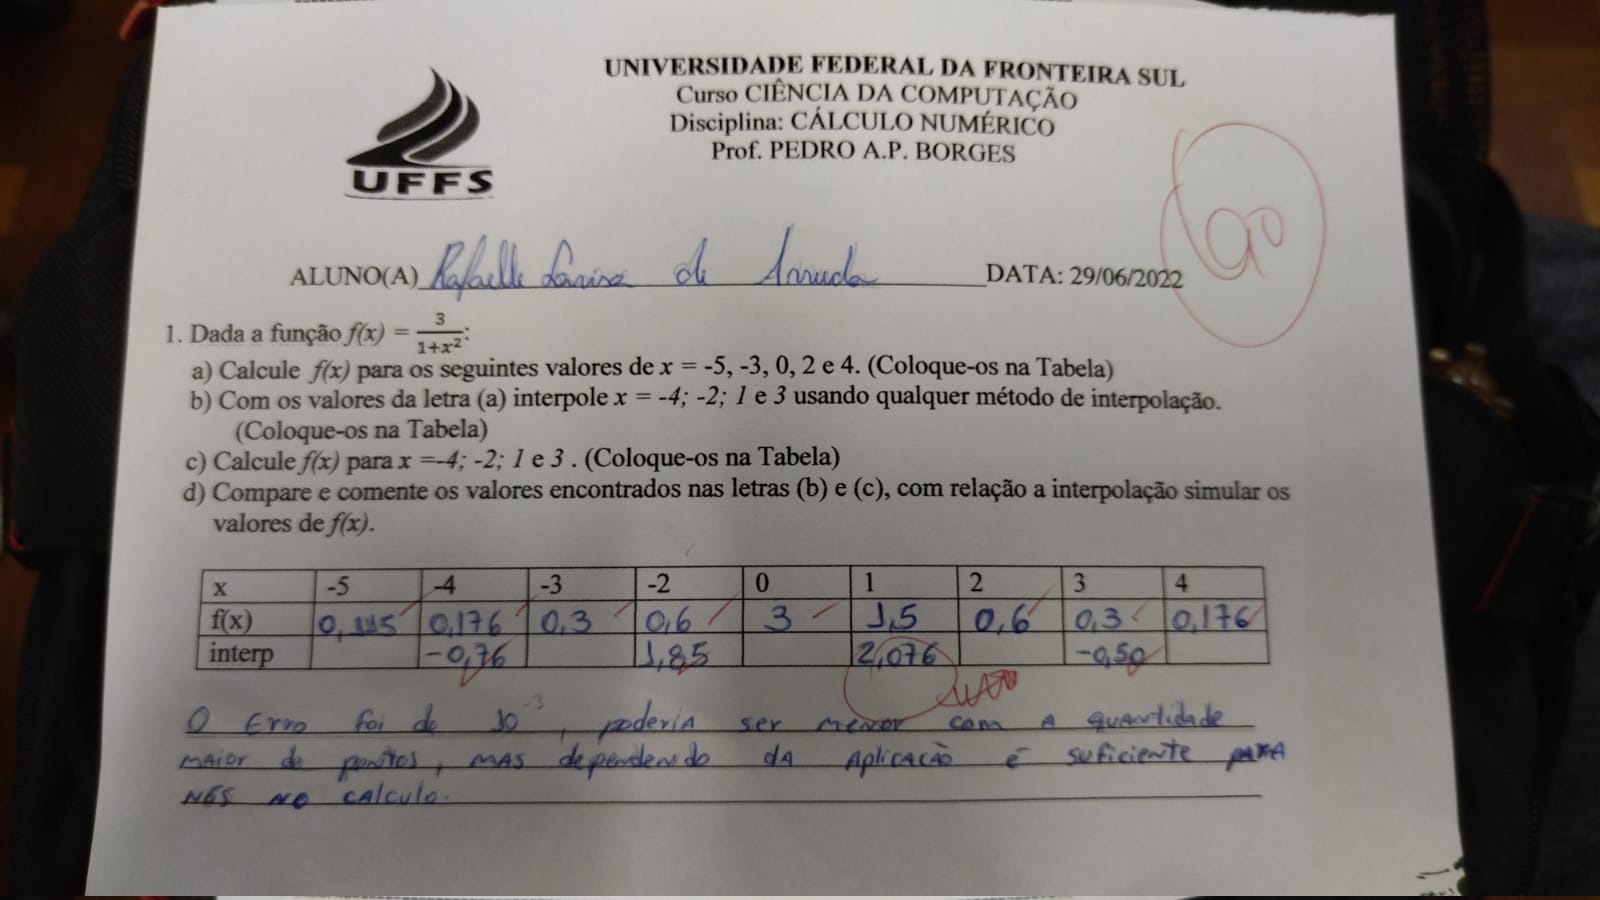 UNIVERSIDADE FEDERAL DA FRONTEIRA SUL
Curso CIÊNCIA DA COMPUTAÇÃO
Disciplina: CÁLCULO NUMÉRICO
Prof. PEDRO A.P. BORGES
UFFS
ALUNO(A) Rafaelle Larissa de Arruda DATA: 29/06/2022
1. Dada a função f(x) = 3/(1+x²):
a) Calcule f(x) para os seguintes valores de x = -5, -3, 0, 2 e 4. (Coloque-os na Tabela)
b) Com os valores da letra (a) interpole x = -4; -2; 1 e 3 usando qualquer método de interpolação.
(Coloque-os na Tabela)
c) Calcule f(x) para x =-4; -2; 1 e 3 . (Coloque-os na Tabela)
d) Compare e comente os valores encontrados nas letras (b) e (c), com relação a interpolação simular os
valores de f(x).
x -5 -4 -3 -2 0 1 2 3 4
f(x) 0,115 0,176 0,3 0,6 3 1,5 0,6 0,3 0,176
interp -0,76 1,85 2,076 -0,50
O Erro foi de 10⁻³, poderia ser menor com a quantidade
maior de pontos, mas dependendo da aplicação é suficiente para
nós no calculo.